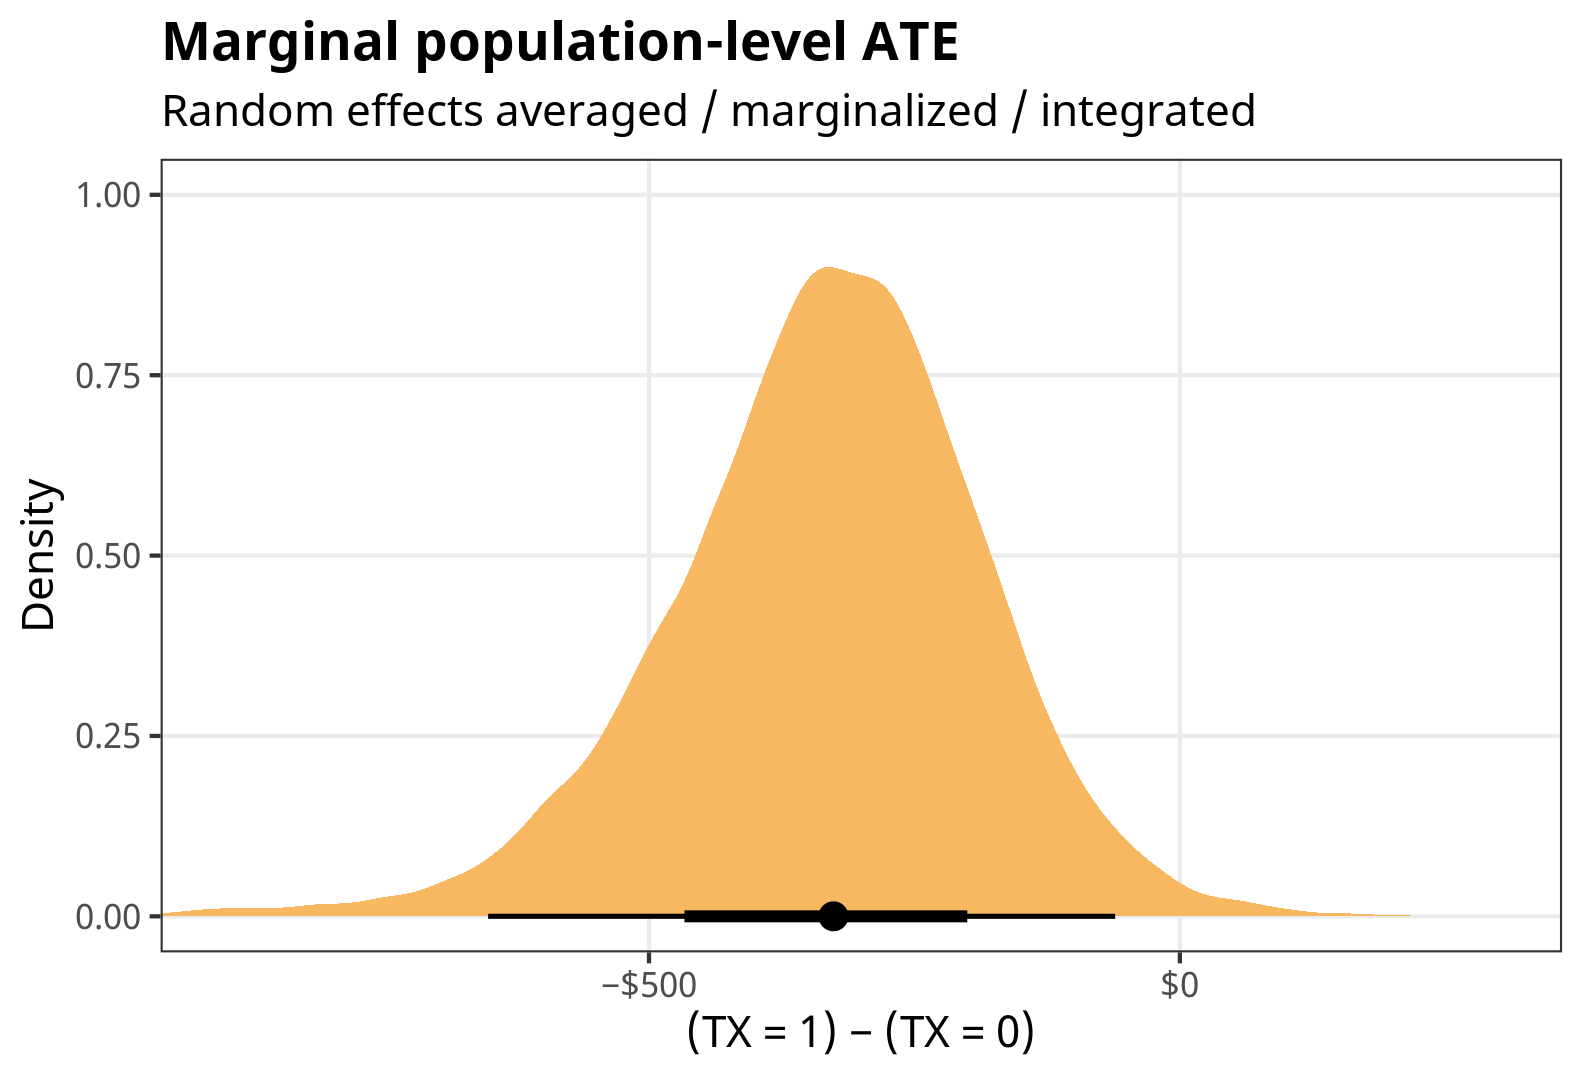 Marginal population-level ATE
Random effects averaged / marginalized / integrated
1.00
0.75
0.50
0.25
0.00
Density
−$500
$0
(TX = 1) − (TX = 0)